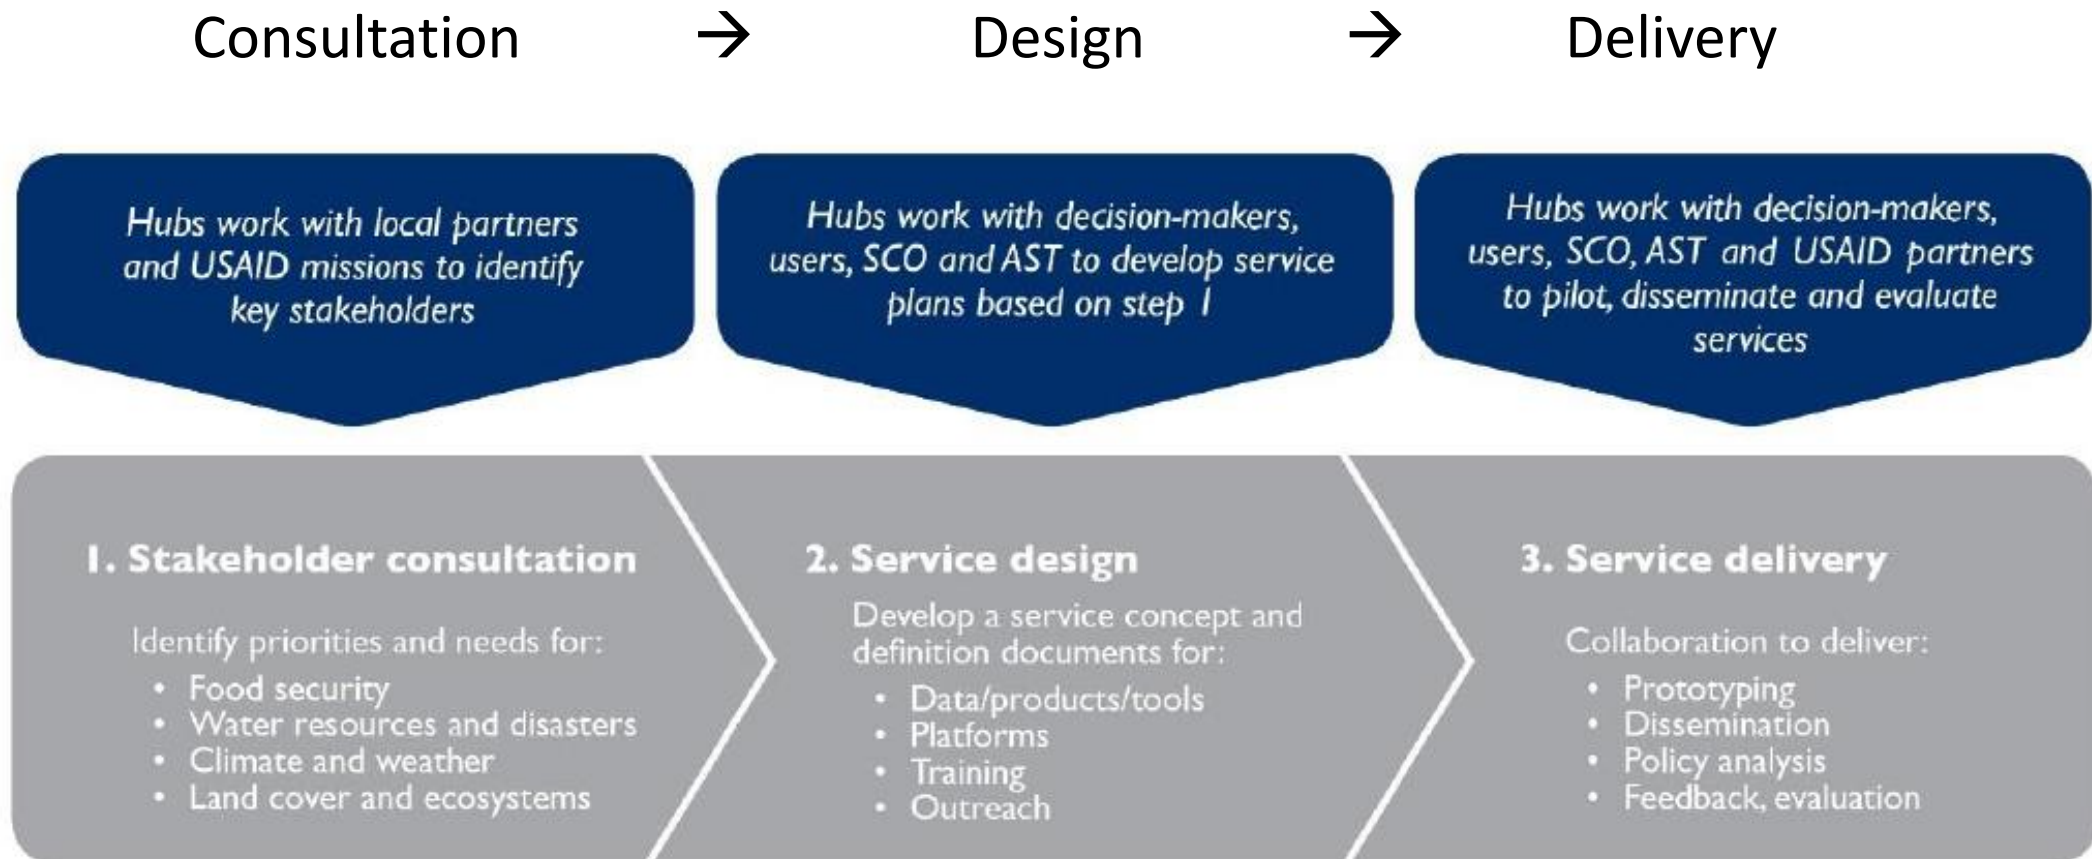 Consultation → Design → Delivery
Hubs work with local partners
and USAID missions to identify
key stakeholders
Hubs work with decision-makers,
users, SCO and AST to develop service
plans based on step 1
Hubs work with decision-makers,
users, SCO, AST and USAID partners
to pilot, disseminate and evaluate
services
1. Stakeholder consultation
Identify priorities and needs for:
• Food security
• Water resources and disasters
• Climate and weather
• Land cover and ecosystems
2. Service design
Develop a service concept and
definition documents for:
• Data/products/tools
• Platforms
• Training
• Outreach
3. Service delivery
Collaboration to deliver:
• Prototyping
• Dissemination
• Policy analysis
• Feedback, evaluation